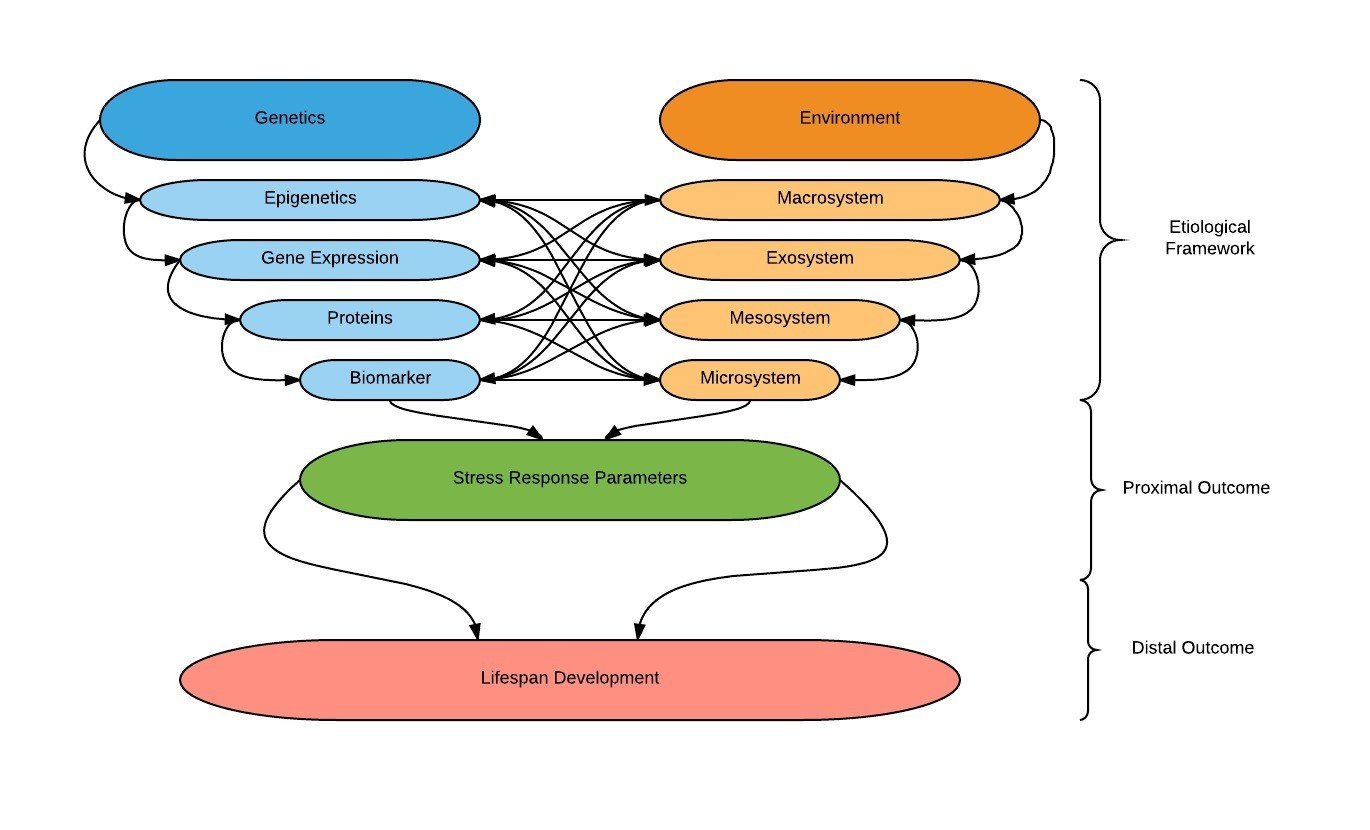 Genetics
Environment
Epigenetics
Macrosystem
Gene Expression
Exosystem
Etiological
Framework
Proteins
Mesosystem
Biomarker
Microsystem
Stress Response Parameters
Proximal Outcome
Lifespan Development
Distal Outcome